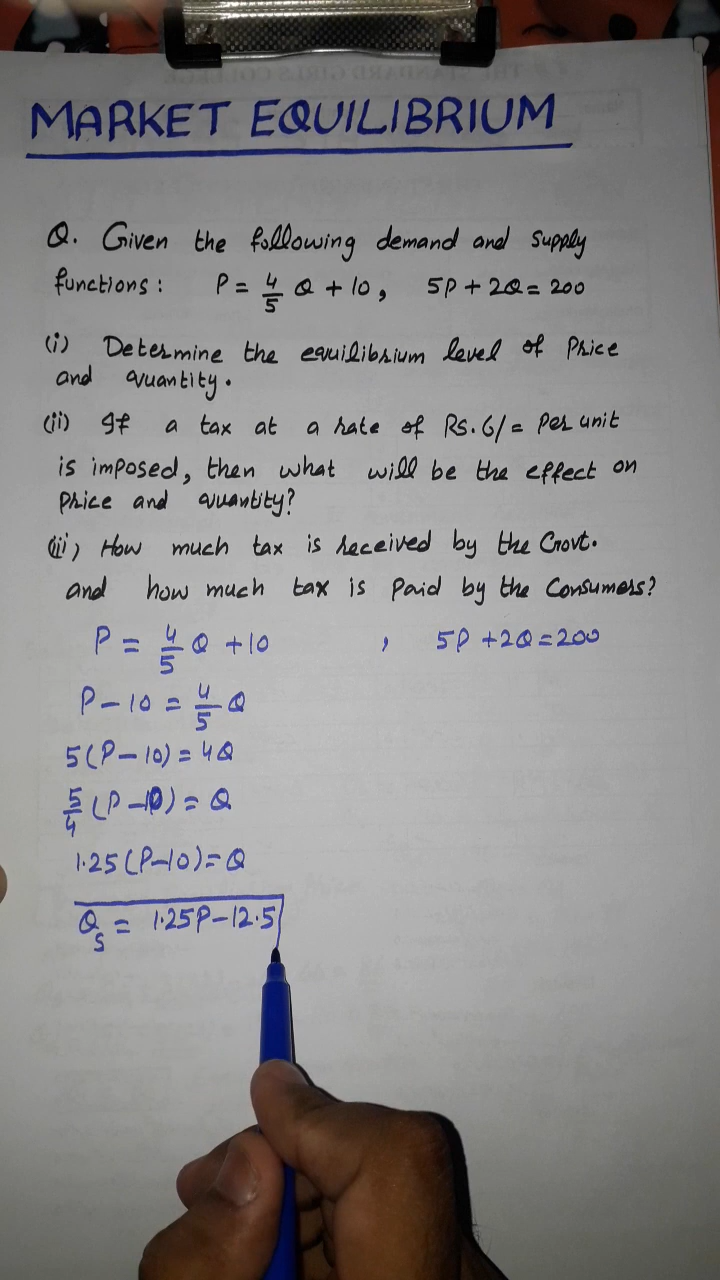 MARKET EQUILIBRIUM
Q. Given the following demand and supply
functions: P = 4/5 Q + 10, 5P + 2Q = 200
(i) Determine the equilibrium level of Price
and quantity.
(ii) If a tax at a rate of RS. 6/= Per unit
is imposed, then what will be the effect on
Price and quantity?
(iii) How much tax is received by the Govt.
and how much tax is Paid by the Consumers?
P = 4/5 Q + 10 , 5P + 2Q = 200
P - 10 = 4/5 Q
5(P - 10) = 4Q
5/4 (P - 10) = Q
1.25 (P - 10) = Q
Qs = 1.25P - 12.5